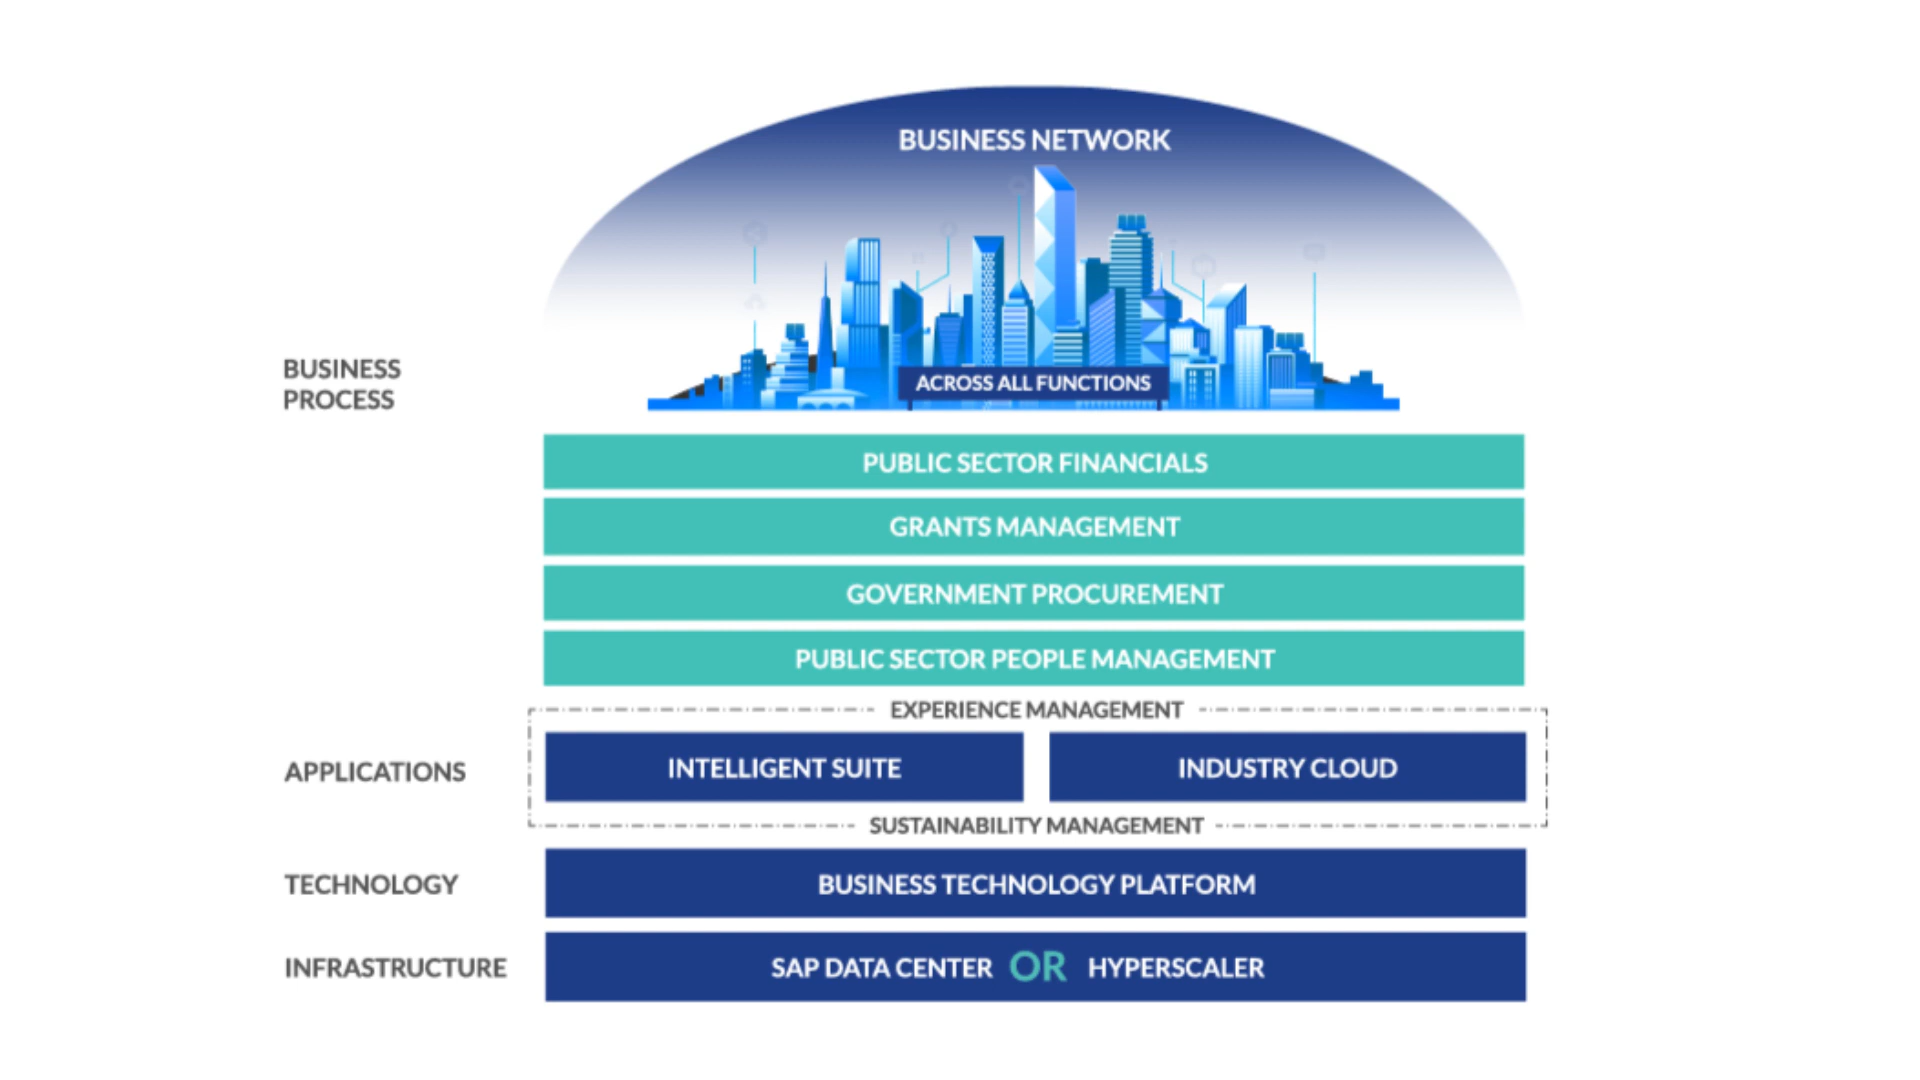 BUSINESS NETWORK
ACROSS ALL FUNCTIONS
BUSINESS
PROCESS
PUBLIC SECTOR FINANCIALS
GRANTS MANAGEMENT
GOVERNMENT PROCUREMENT
PUBLIC SECTOR PEOPLE MANAGEMENT
EXPERIENCE MANAGEMENT
APPLICATIONS
INTELLIGENT SUITE
INDUSTRY CLOUD
SUSTAINABILITY MANAGEMENT
TECHNOLOGY
BUSINESS TECHNOLOGY PLATFORM
INFRASTRUCTURE
SAP DATA CENTER OR HYPERSCALER